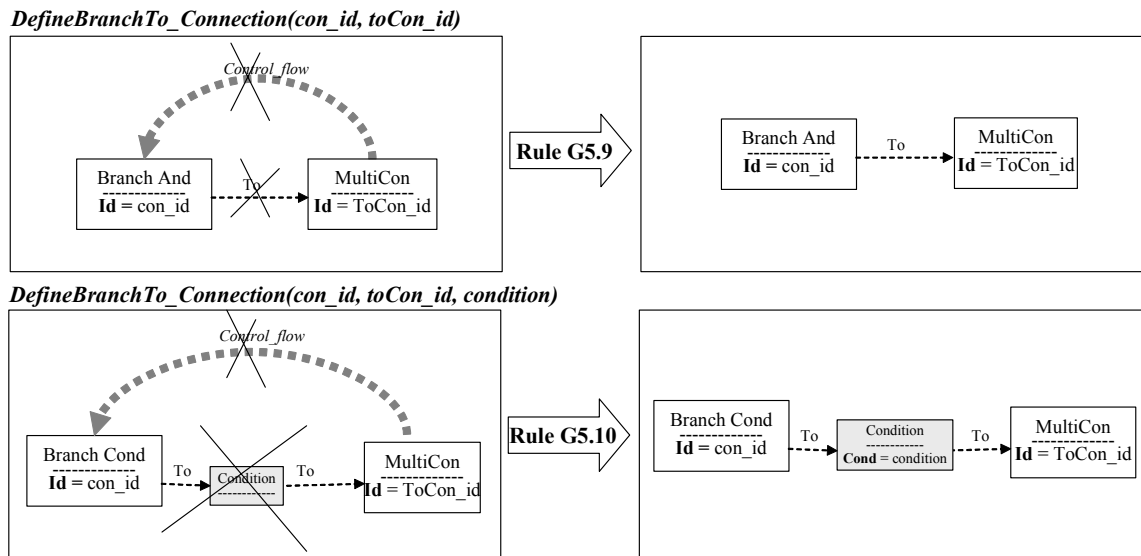 DefineBranchTo_Connection(con_id, toCon_id)
Control_flow
Branch And
------------
Id = con_id
To
MultiCon
------------
Id = ToCon_id
Rule G5.9
Branch And
------------
Id = con_id
To
MultiCon
------------
Id = ToCon_id
DefineBranchTo_Connection(con_id, toCon_id, condition)
Control_flow
Branch Cond
------------
Id = con_id
To
Condition
------------
To
MultiCon
------------
Id = ToCon_id
Rule G5.10
Branch Cond
------------
Id = con_id
To
Condition
------------
Cond = condition
To
MultiCon
------------
Id = ToCon_id